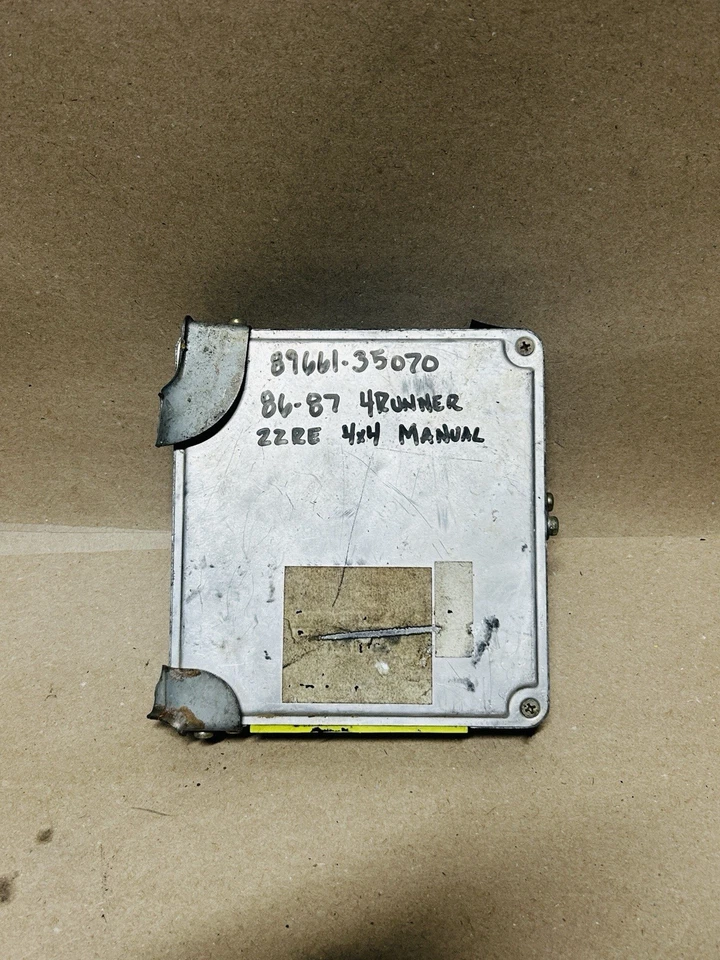 89661-35070
86-87 4RUNNER
22RE 4x4 MANUAL